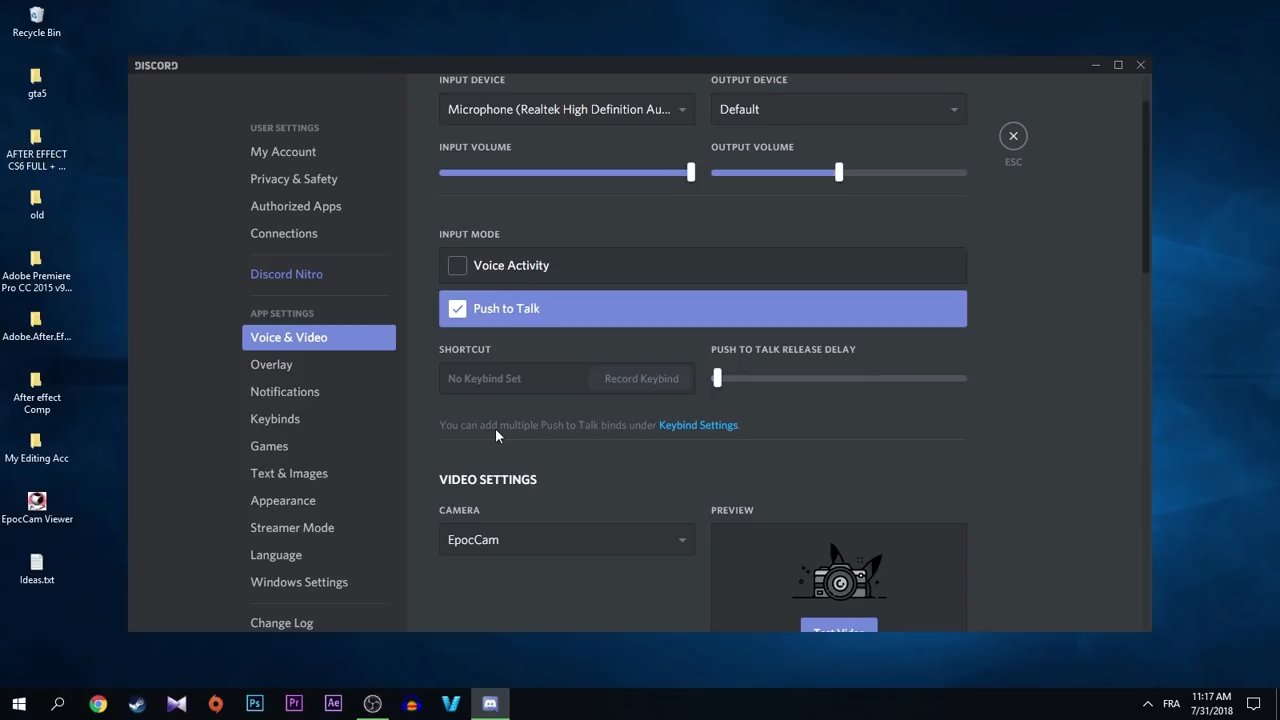 Recycle Bin
gta5
AFTER EFFECT
CS6 FULL + ...
old
Adobe Premiere
Pro CC 2015 v9...
Adobe.After.Ef...
After effect
Comp
My Editing Acc
EpocCam Viewer
Ideas.txt
DISCORD
USER SETTINGS
My Account
Privacy & Safety
Authorized Apps
Connections
Discord Nitro
APP SETTINGS
Voice & Video
Overlay
Notifications
Keybinds
Games
Text & Images
Appearance
Streamer Mode
Language
Windows Settings
Change Log
INPUT DEVICE
Microphone (Realtek High Definition Au...
OUTPUT DEVICE
Default
INPUT VOLUME
OUTPUT VOLUME
ESC
INPUT MODE
Voice Activity
Push to Talk
SHORTCUT
No Keybind Set
Record Keybind
PUSH TO TALK RELEASE DELAY
You can add multiple Push to Talk binds under Keybind Settings.
VIDEO SETTINGS
CAMERA
EpocCam
PREVIEW
Test Video
Ps
Pr
Ae
FRA
11:17 AM
7/31/2018